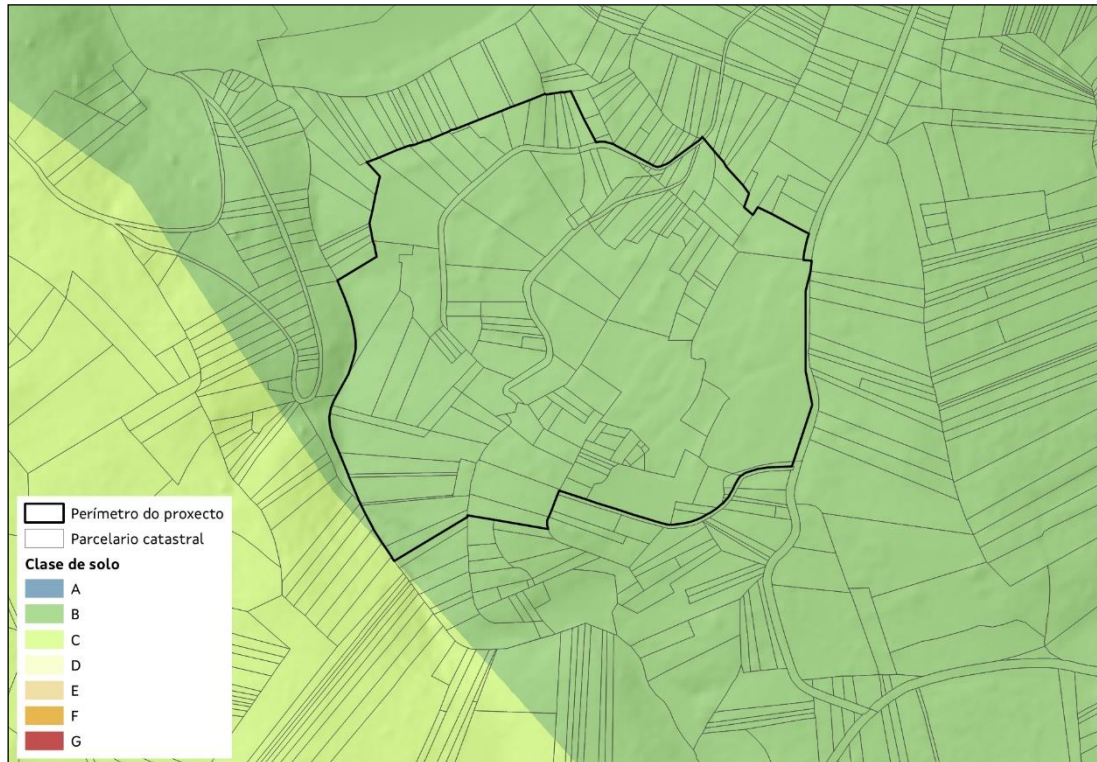 Perímetro do proxecto
Parcelario catastral
Clase de solo
A
B
C
D
E
F
G